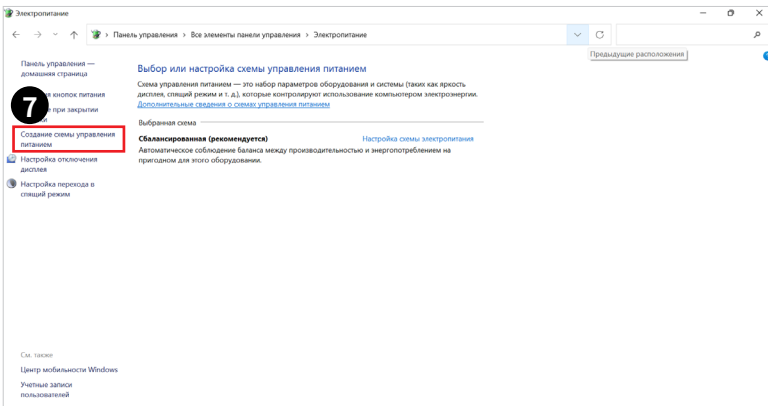 Электропитание
Панель управления › Все элементы панели управления › Электропитание
Предыдущие расположения
Панель управления —
домашняя страница
Выбор или настройка схемы управления питанием
Схема управления питанием — это набор параметров оборудования и системы (таких как яркость
дисплея, спящий режим и т. д.), которые контролируют использование компьютером электроэнергии.
Дополнительные сведения о схемах управления питанием
кнопок питания
7
при закрытии
Создание схемы управления
питанием
Настройка отключения
дисплея
Настройка перехода в
спящий режим
Выбранная схема
Сбалансированная (рекомендуется)
Настройка схемы электропитания
Автоматическое соблюдение баланса между производительностью и энергопотреблением на
пригодном для этого оборудовании.
См. также
Центр мобильности Windows
Учетные записи
пользователей